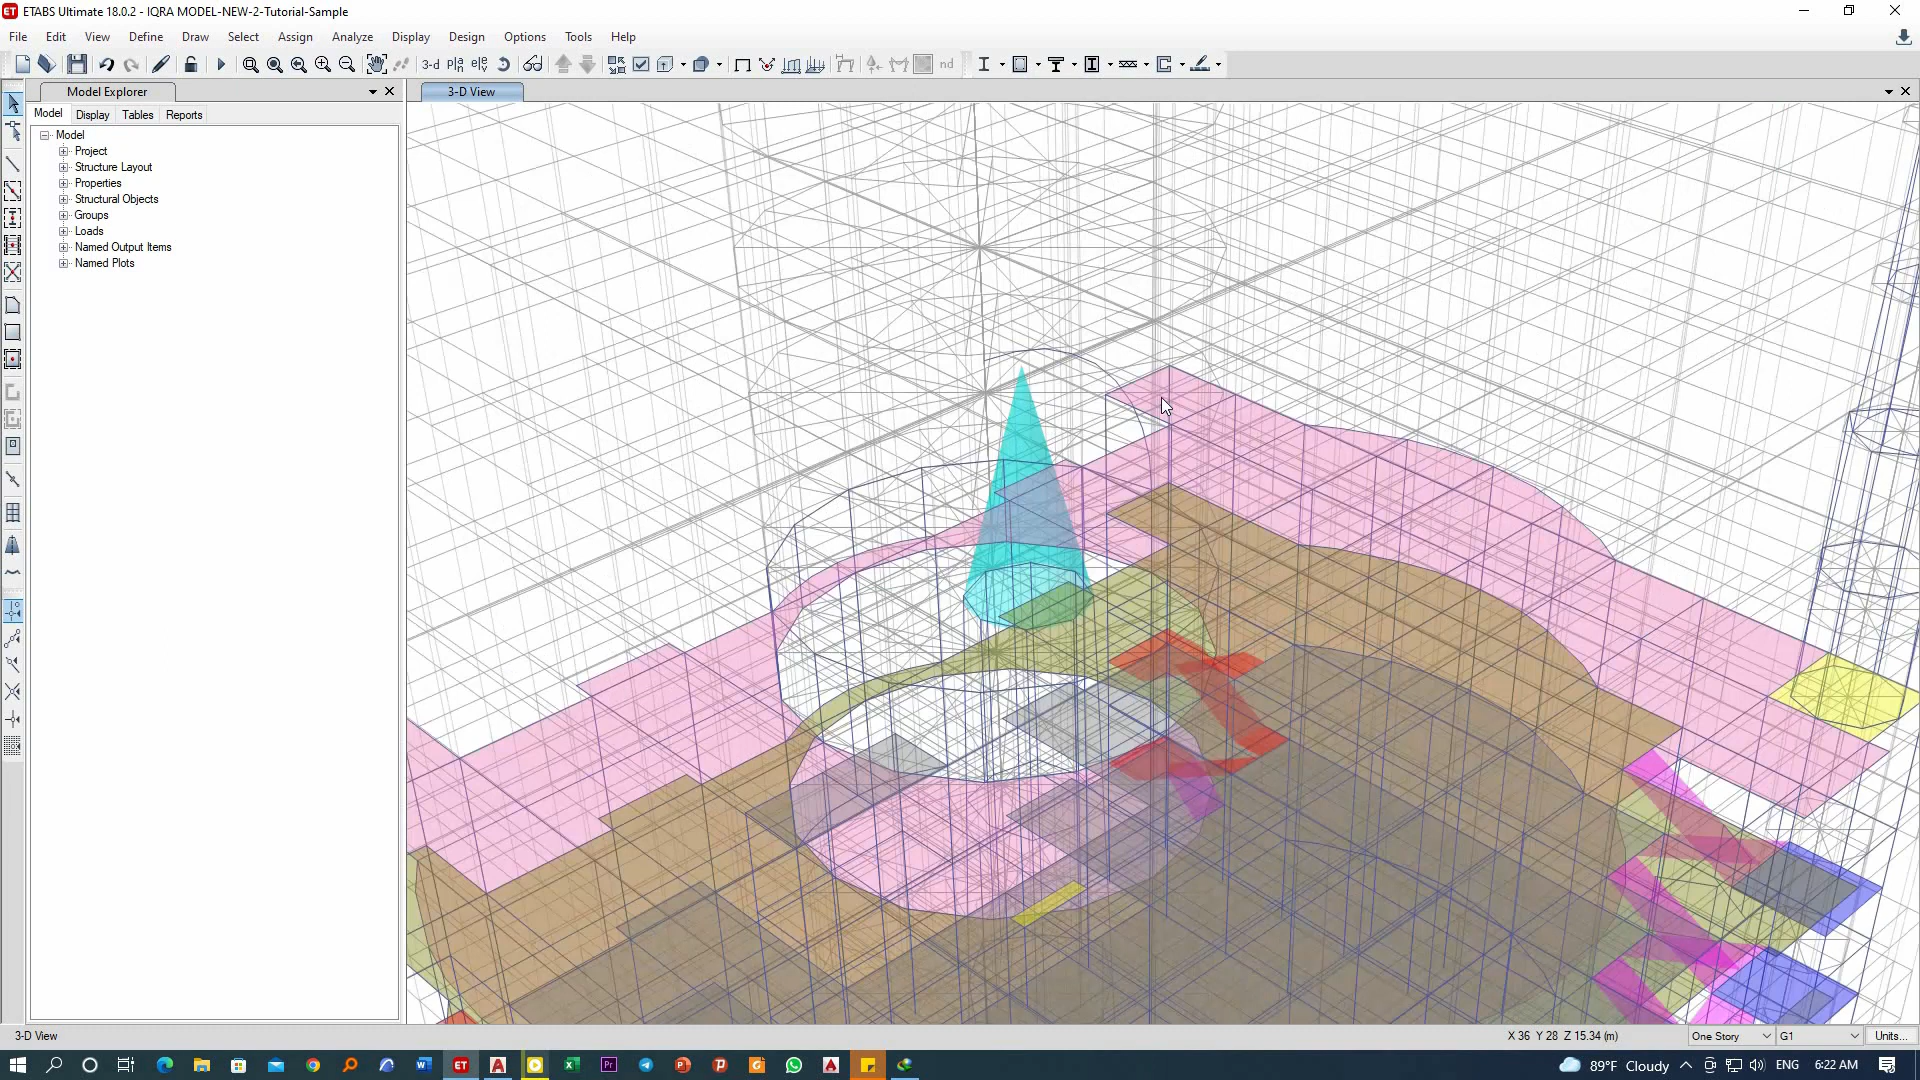 ETABS Ultimate 18.0.2 - IQRA MODEL-NEW-2-Tutorial-Sample
File Edit View Define Draw Select Assign Analyze Display Design Options Tools Help
3-d nd
Model Explorer
3-D View
Model Display Tables Reports
Model
Project
Structure Layout
Properties
Structural Objects
Groups
Loads
Named Output Items
Named Plots
3-D View
X 36 Y 28 Z 15.34 (m)
One Story
G1
Units...
89°F Cloudy
ENG
6:22 AM